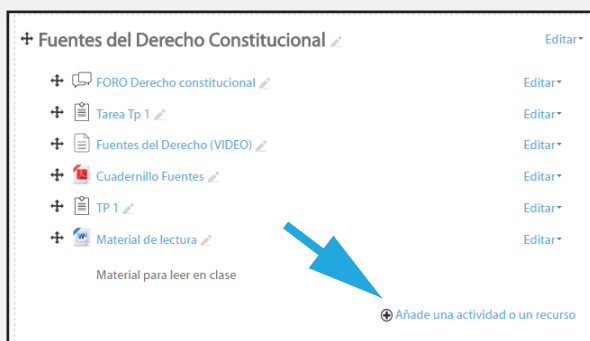 Fuentes del Derecho Constitucional Editar
FORO Derecho constitucional Editar
Tarea Tp 1 Editar
Fuentes del Derecho (VIDEO) Editar
Cuadernillo Fuentes Editar
TP 1 Editar
Material de lectura Editar
Material para leer en clase
Añade una actividad o un recurso